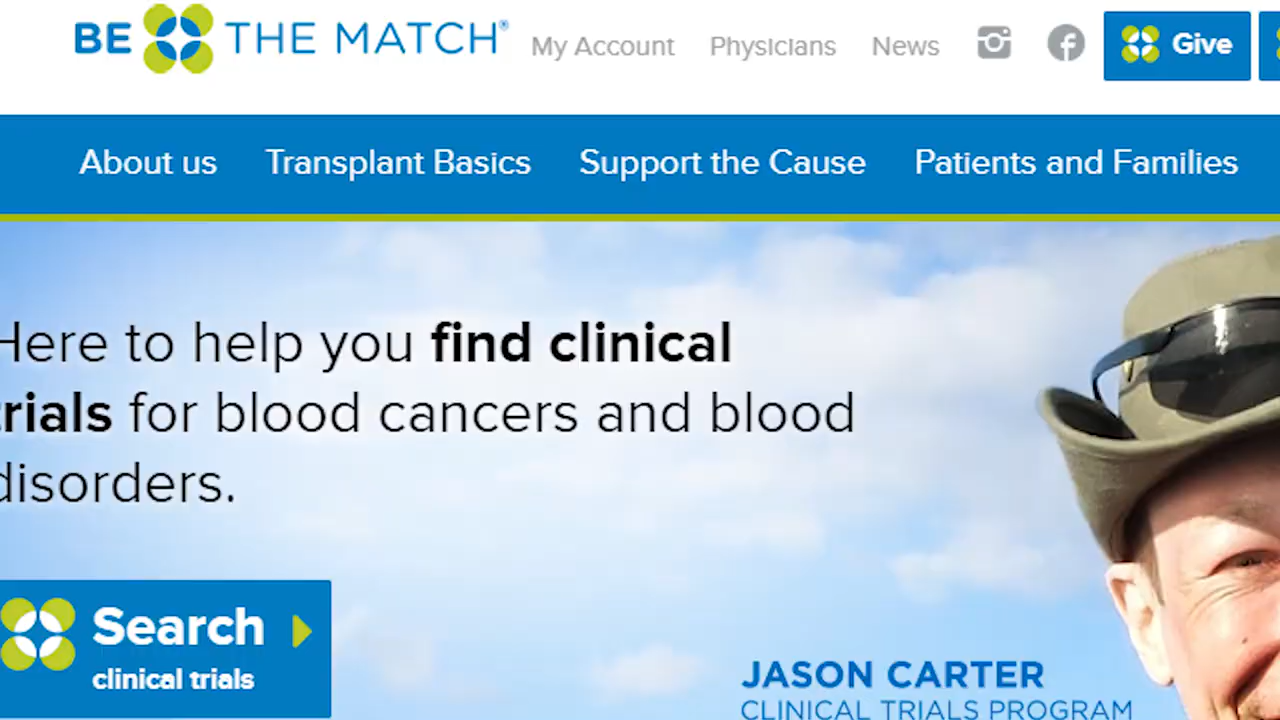 BE THE MATCH®
My Account Physicians News Give
About us Transplant Basics Support the Cause Patients and Families
Here to help you find clinical
trials for blood cancers and blood
disorders.
Search
clinical trials
JASON CARTER
CLINICAL TRIALS PROGRAM